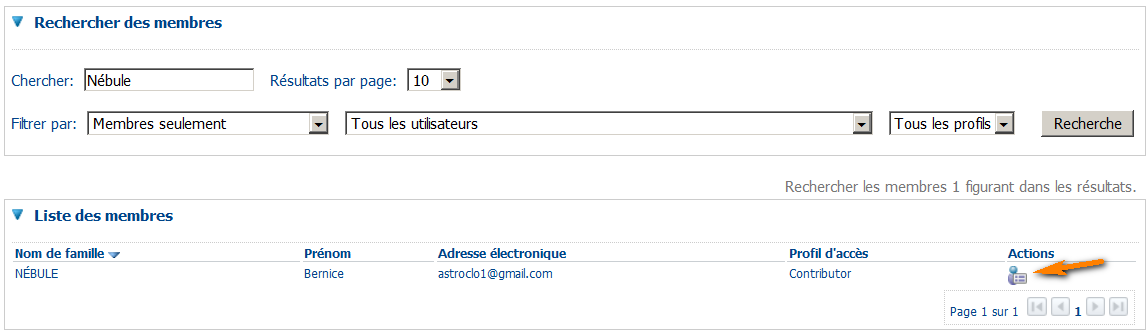 Rechercher des membres
Chercher: Nébule Résultats par page: 10
Filtrer par: Membres seulement Tous les utilisateurs Tous les profils Recherche
Rechercher les membres 1 figurant dans les résultats.
Liste des membres
Nom de famille Prénom Adresse électronique Profil d'accès Actions
NÉBULE Bernice astroclo1@gmail.com Contributor
Page 1 sur 1 1